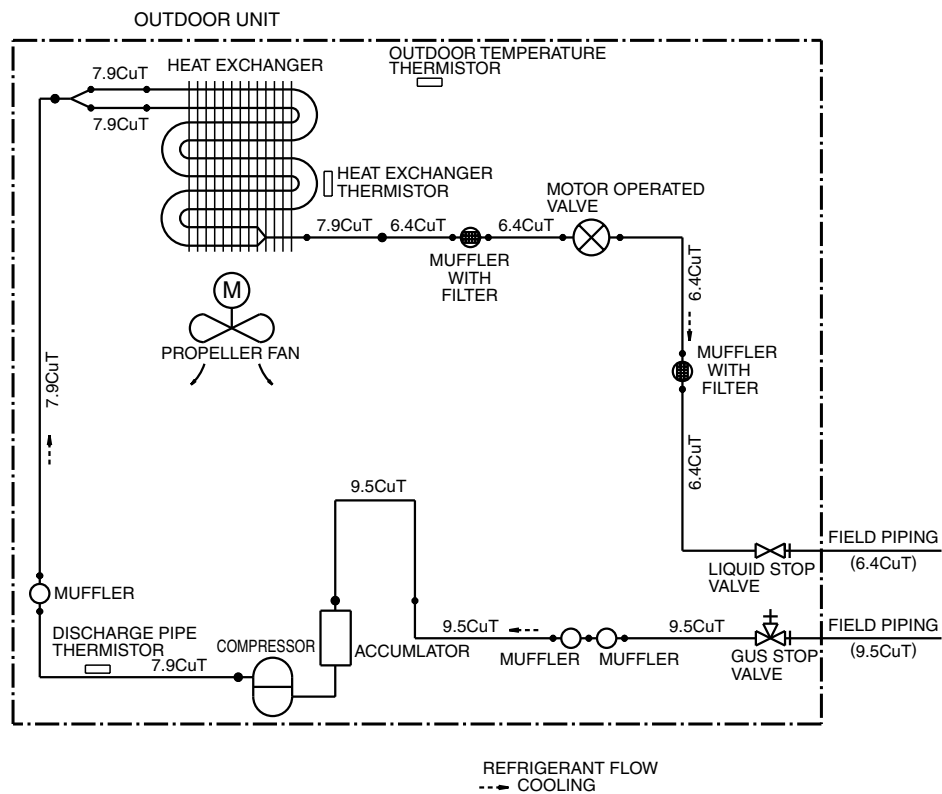 OUTDOOR UNIT
OUTDOOR TEMPERATURE
THERMISTOR
HEAT EXCHANGER
7.9CuT
7.9CuT
HEAT EXCHANGER
THERMISTOR
MOTOR OPERATED
VALVE
7.9CuT
6.4CuT
6.4CuT
MUFFLER
WITH
FILTER
6.4CuT
M
PROPELLER FAN
MUFFLER
WITH
FILTER
7.9CuT
6.4CuT
9.5CuT
FIELD PIPING
(6.4CuT)
LIQUID STOP
VALVE
MUFFLER
DISCHARGE PIPE
THERMISTOR
7.9CuT
COMPRESSOR
ACCUMLATOR
9.5CuT
MUFFLER
MUFFLER
9.5CuT
GUS STOP
VALVE
FIELD PIPING
(9.5CuT)
REFRIGERANT FLOW
COOLING